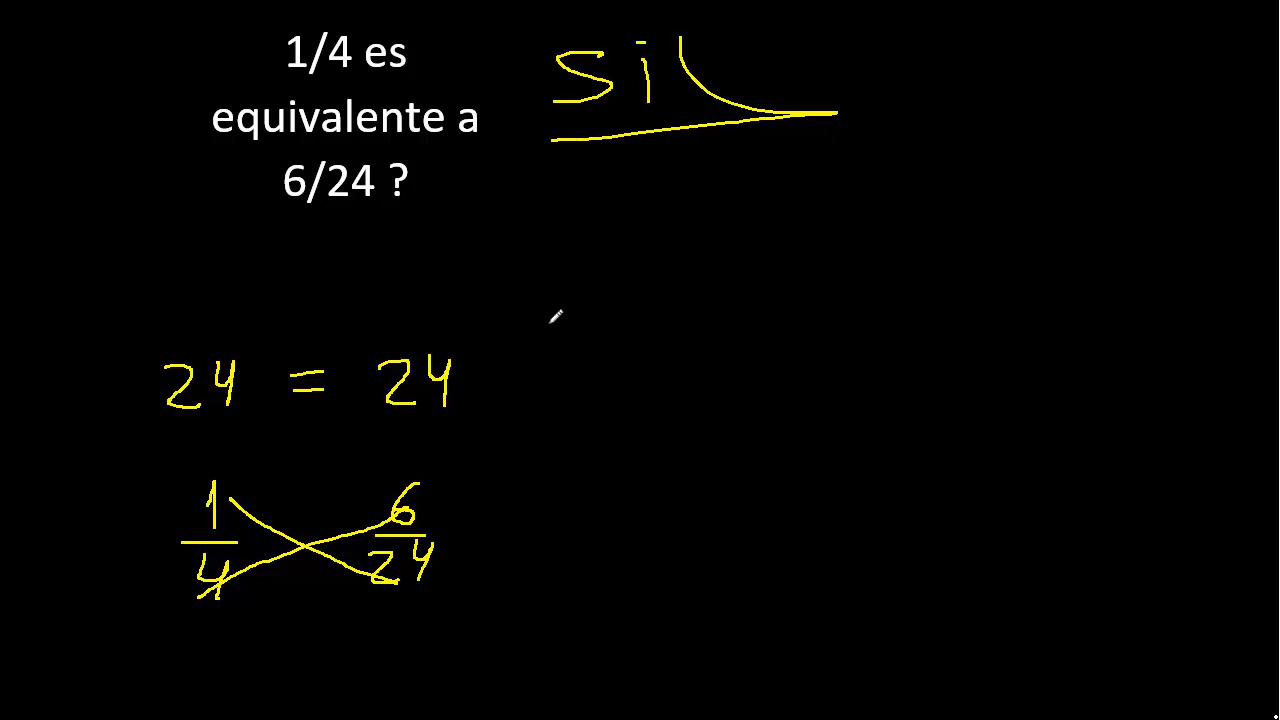 1/4 es
equivalente a
6/24 ?
si
24 = 24
1 6
4 24